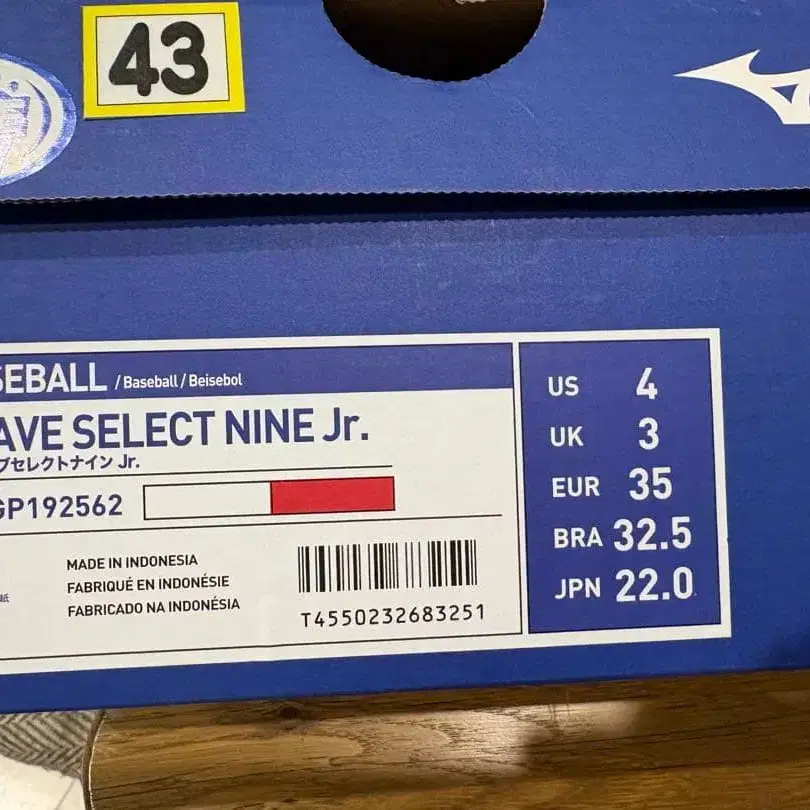 43
SEBALL / Baseball / Beisebol
AVE SELECT NINE Jr.
ブセレクトナイン Jr.
GP192562
MADE IN INDONESIA
FABRIQUÉ EN INDONÉSIE
FABRICADO NA INDONÉSIA
紙
T4550232683251
US 4
UK 3
EUR 35
BRA 32.5
JPN 22.0